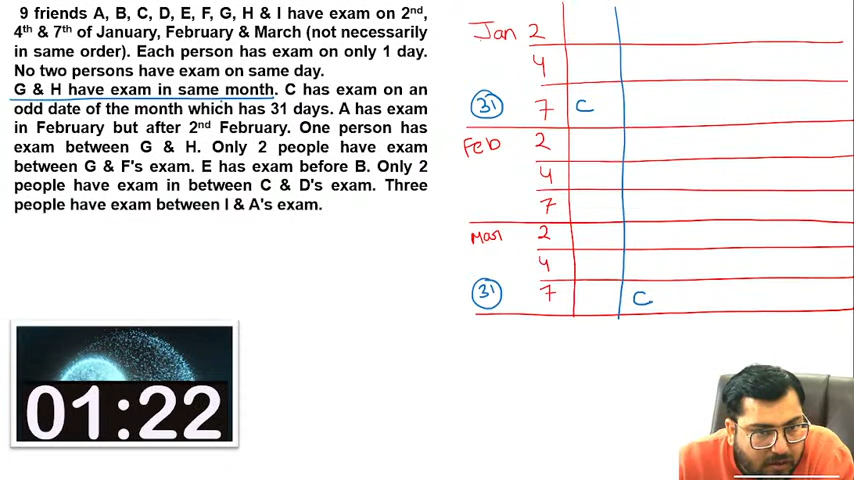 9 friends A, B, C, D, E, F, G, H & I have exam on 2nd,
4th & 7th of January, February & March (not necessarily
in same order). Each person has exam on only 1 day.
No two persons have exam on same day.
G & H have exam in same month. C has exam on an
odd date of the month which has 31 days. A has exam
in February but after 2nd February. One person has
exam between G & H. Only 2 people have exam
between G & F's exam. E has exam before B. Only 2
people have exam in between C & D's exam. Three
people have exam between I & A's exam.
Jan 2
4
31 7 C
Feb 2
4
7
Mar 2
4
31 7 C
01:22